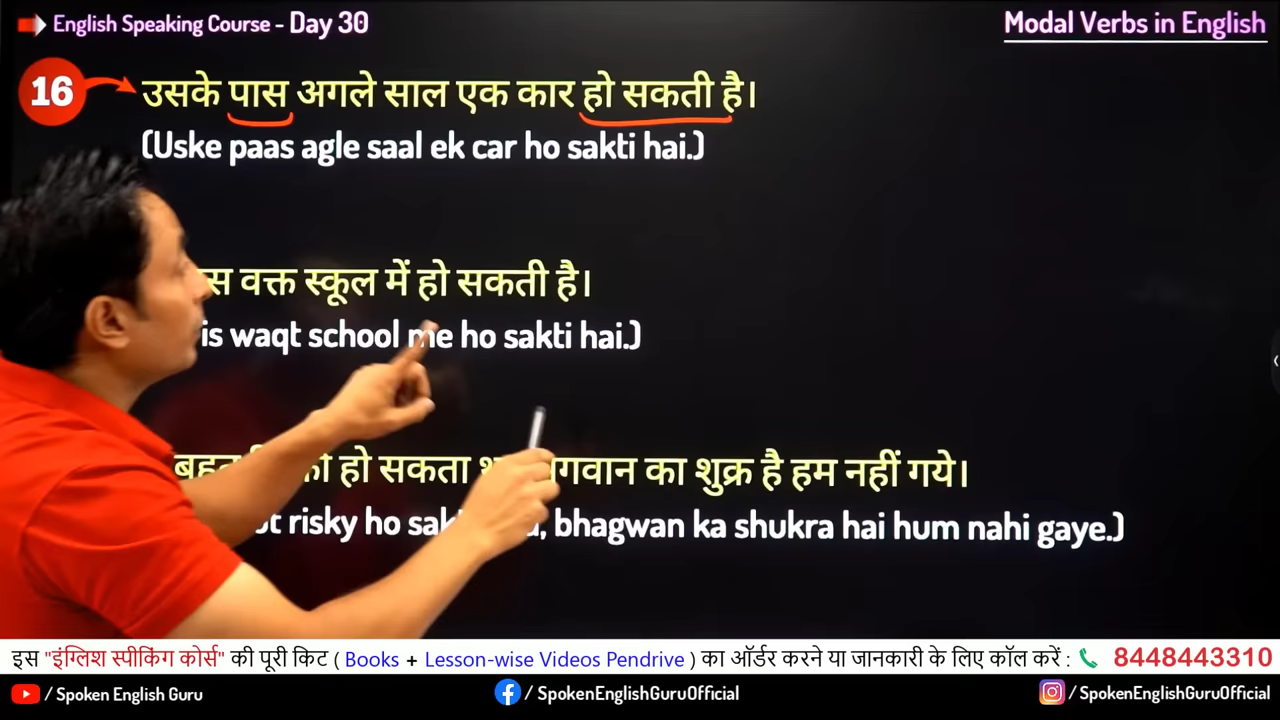 English Speaking Course - Day 30
Modal Verbs in English
16
उसके पास अगले साल एक कार हो सकती है।
(Uske paas agle saal ek car ho sakti hai.)
वक्त स्कूल में हो सकती है।
is waqt school me ho sakti hai.)
हो सकता का शुक्र है हम नहीं गये।
risky ho bhagwan ka shukra hai hum nahi gaye.)
इस "इंग्लिश स्पीकिंग कोर्स" की पूरी किट ( Books + Lesson-wise Videos Pendrive ) का ऑर्डर करने या जानकारी के लिए कॉल करें : 8448443310
/ Spoken English Guru
/ SpokenEnglishGuruOfficial
/ SpokenEnglishGuruOfficial